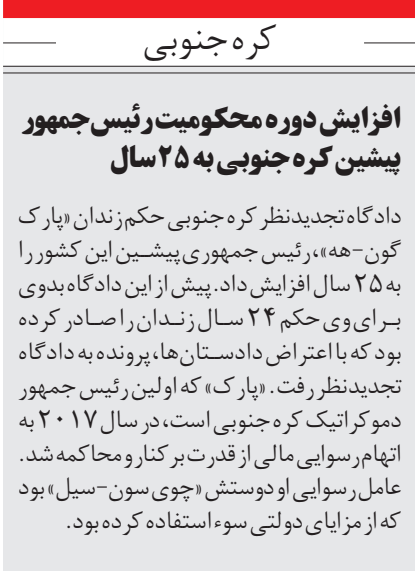 کره جنوبی
افزایش دوره محکومیت رئیس‌جمهور
پیشین کره جنوبی به ۲۵ سال
دادگاه تجدیدنظر کره جنوبی حکم زندان «پارک
گون-هه»، رئیس جمهوری پیشین این کشور را
به ۲۵ سال افزایش داد. پیش از این دادگاه بدوی
برای وی حکم ۲۴ سال زندان را صادر کرده
بود که با اعتراض دادستان‌ها، پرونده به دادگاه
تجدیدنظر رفت. «پارک» که اولین رئیس جمهور
دموکراتیک کره جنوبی است، در سال ۲۰۱۷ به
اتهام رسوایی مالی از قدرت برکنار و محاکمه شد.
عامل رسوایی او دوستش «چوی سون-سیل» بود
که از مزایای دولتی سوءاستفاده کرده بود.